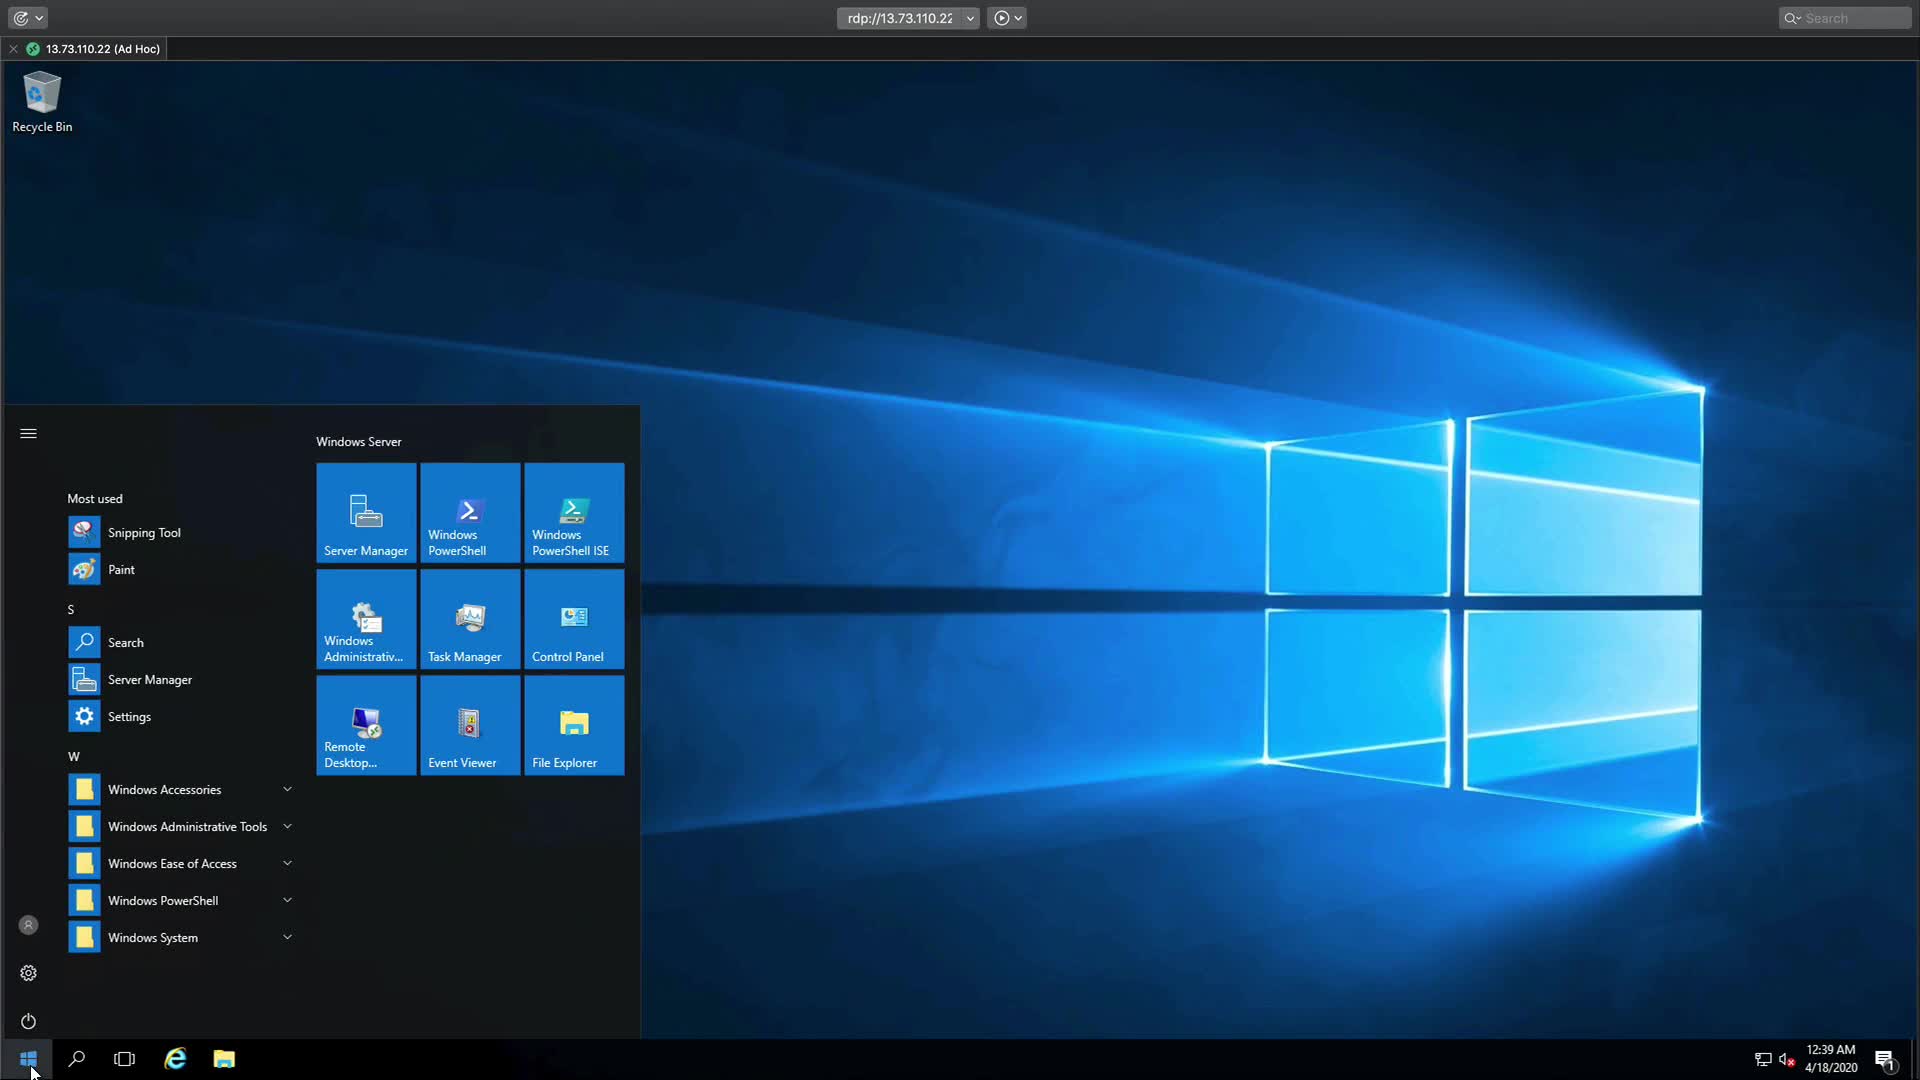 rdp://13.73.110.22
Search
13.73.110.22 (Ad Hoc)
Recycle Bin
Windows Server
Most used
Snipping Tool
Paint
S
Search
Server Manager
Settings
W
Windows Accessories
Windows Administrative Tools
Windows Ease of Access
Windows PowerShell
Windows System
Server Manager
Windows
PowerShell
Windows
PowerShell ISE
Windows
Administrativ...
Task Manager
Control Panel
Remote
Desktop...
Event Viewer
File Explorer
12:39 AM
4/18/2020
1